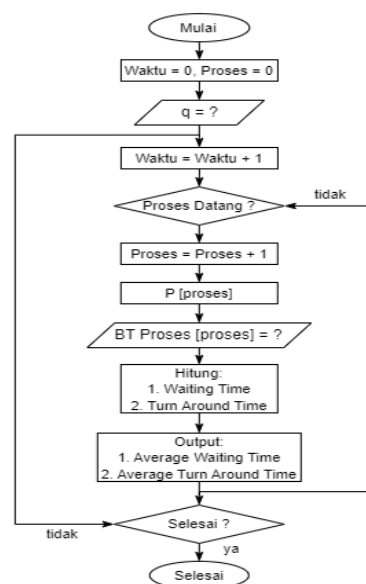 Mulai
Waktu = 0, Proses = 0
q = ?
Waktu = Waktu + 1
Proses Datang ?
tidak
Proses = Proses + 1
P [proses]
BT Proses [proses] = ?
Hitung:
1. Waiting Time
2. Turn Around Time
Output:
1. Average Waiting Time
2. Average Turn Around Time
Selesai ?
tidak
ya
Selesai